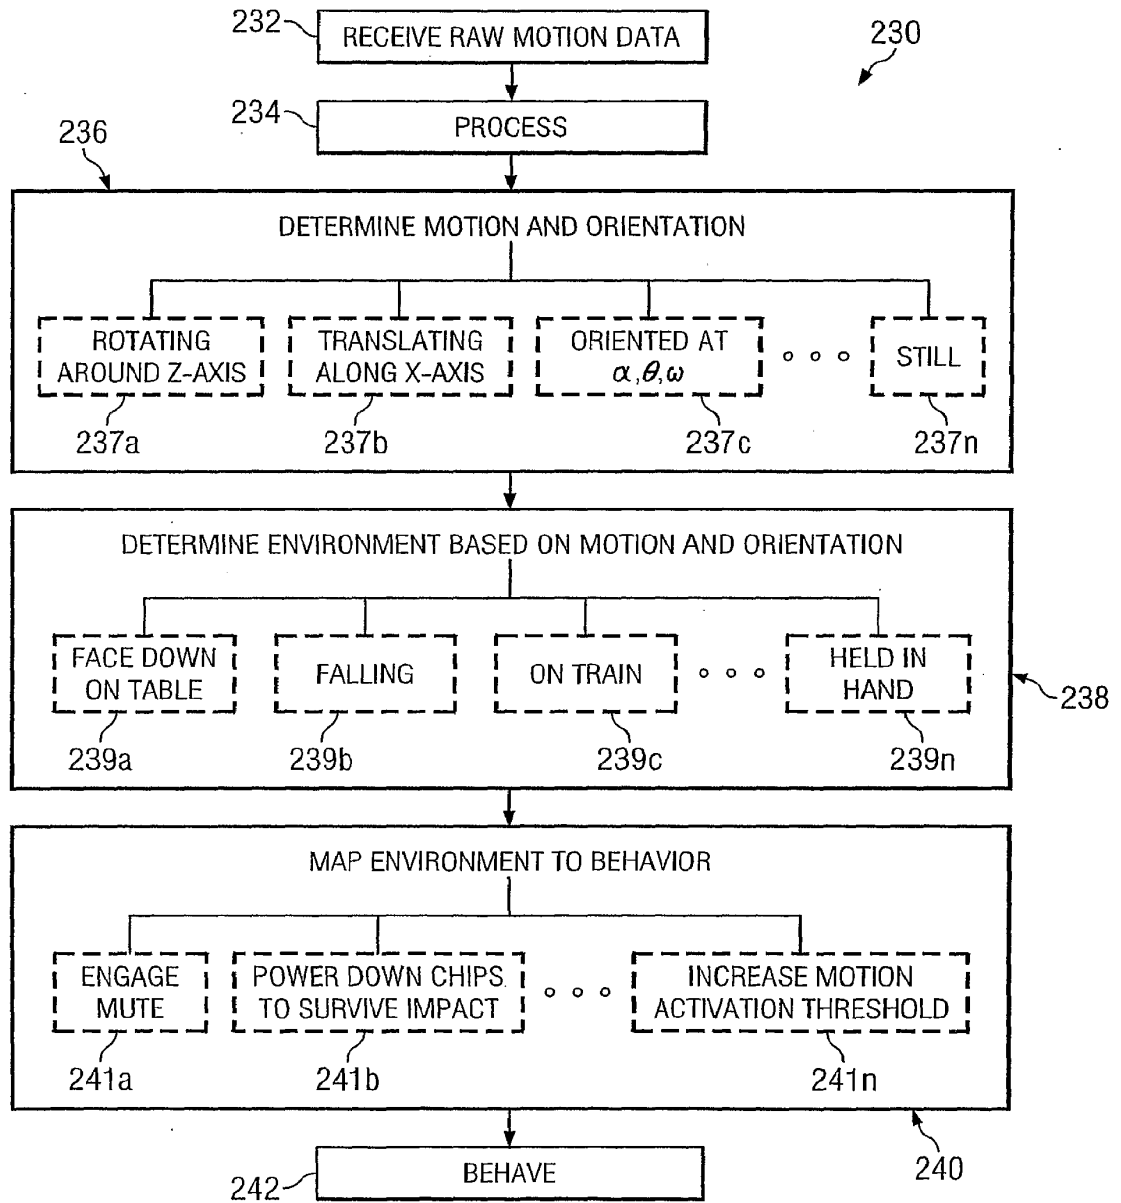 232
RECEIVE RAW MOTION DATA
230
234
PROCESS
236
DETERMINE MOTION AND ORIENTATION
ROTATING
AROUND Z-AXIS
TRANSLATING
ALONG X-AXIS
ORIENTED AT
α,θ,ω
STILL
237a
237b
237c
237n
DETERMINE ENVIRONMENT BASED ON MOTION AND ORIENTATION
FACE DOWN
ON TABLE
FALLING
ON TRAIN
HELD IN
HAND
238
239a
239b
239c
239n
MAP ENVIRONMENT TO BEHAVIOR
ENGAGE
MUTE
POWER DOWN CHIPS
TO SURVIVE IMPACT
INCREASE MOTION
ACTIVATION THRESHOLD
241a
241b
241n
240
242
BEHAVE